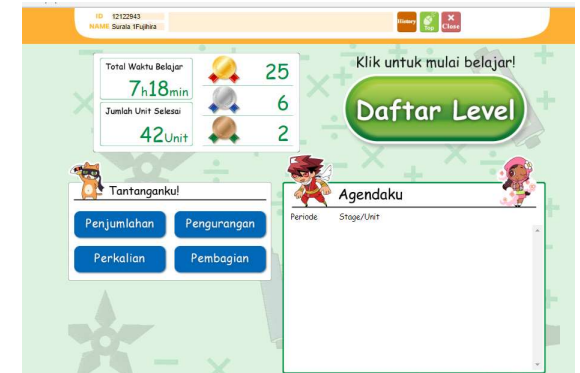 ID 12122943
NAME Surala 1Fujihira
History
Top
Close
Total Waktu Belajar
7h18min
Jumlah Unit Selesai
42Unit
25
6
2
Klik untuk mulai belajar!
Daftar Level
Tantanganku!
Penjumlahan
Pengurangan
Perkalian
Pembagian
Agendaku
Periode Stage/Unit